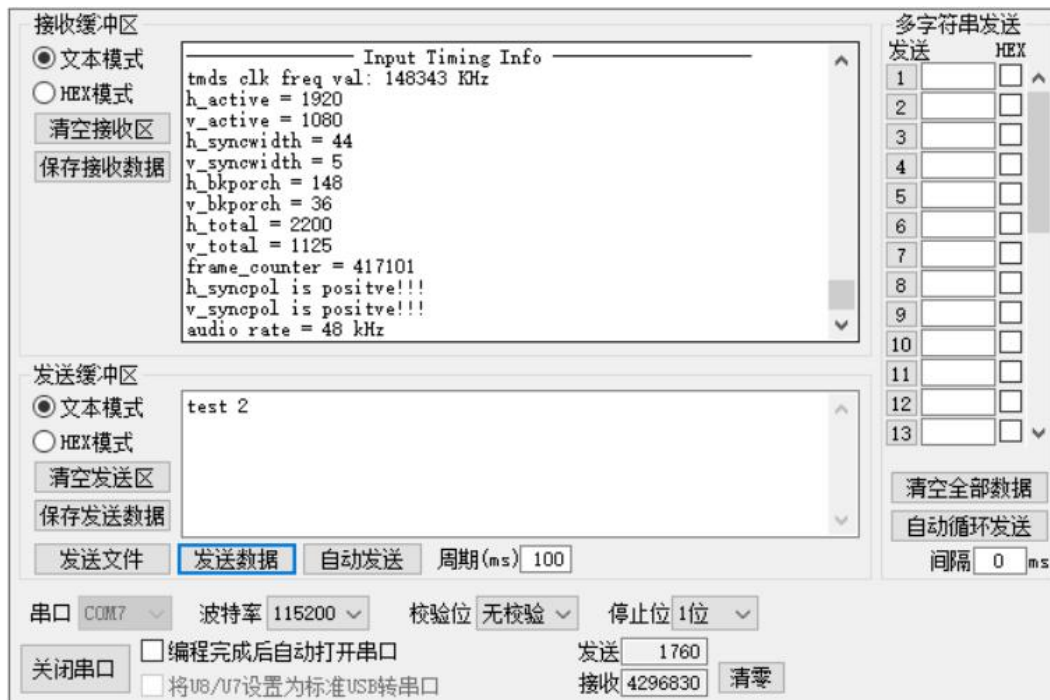 接收缓冲区
文本模式
HEX模式
清空接收区
保存接收数据
Input Timing Info
tmds clk freq val: 148343 KHz
h_active = 1920
v_active = 1080
h_syncwidth = 44
v_syncwidth = 5
h_bkporch = 148
v_bkporch = 36
h_total = 2200
v_total = 1125
frame_counter = 417101
h_syncpol is positve!!!
v_syncpol is positve!!!
audio rate = 48 kHz
发送缓冲区
文本模式
HEX模式
清空发送区
保存发送数据
test 2
发送文件 发送数据 自动发送 周期(ms) 100
多字符串发送
发送 HEX
1
2
3
4
5
6
7
8
9
10
11
12
13
清空全部数据
自动循环发送
间隔 0 ms
串口 COM7 波特率 115200 校验位 无校验 停止位 1位
关闭串口
编程完成后自动打开串口
将U8/U7设置为标准USB转串口
发送 1760
接收 4296830
清零